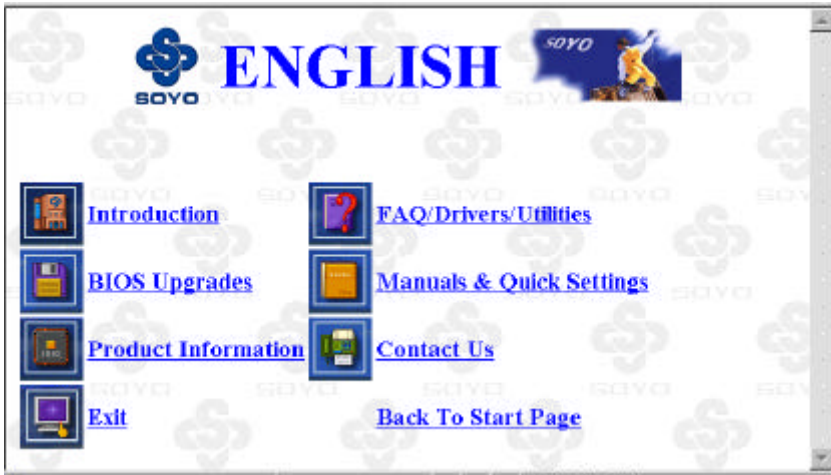 SOYO ENGLISH SOYO
Introduction FAQ/Drivers/Utilities
BIOS Upgrades Manuals & Quick Settings
Product Information Contact Us
Exit Back To Start Page